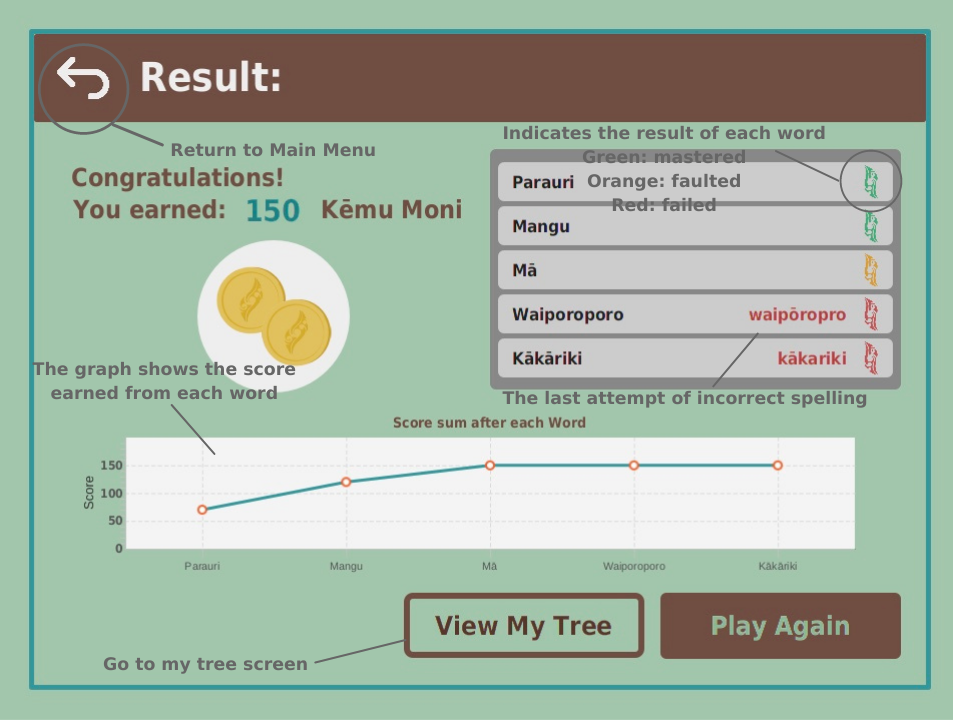 Result:
Return to Main Menu
Congratulations!
You earned: 150 Kēmu Moni
Indicates the result of each word
Green: mastered
Orange: faulted
Red: failed
Parauri
Mangu
Mā
Waiporoporo waipōropro
Kākāriki kākariki
The last attempt of incorrect spelling
The graph shows the score
earned from each word
Score sum after each Word
Score
150
100
50
0
Parauri Mangu Mā Waiporoporo Kākāriki
View My Tree
Play Again
Go to my tree screen